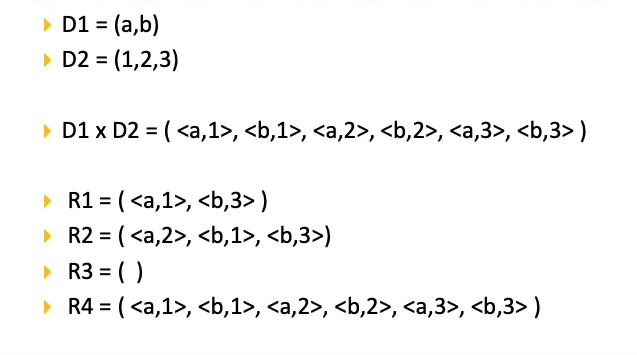 D1 = (a,b)
D2 = (1,2,3)
D1 x D2 = ( <a,1>, <b,1>, <a,2>, <b,2>, <a,3>, <b,3> )
R1 = ( <a,1>, <b,3> )
R2 = ( <a,2>, <b,1>, <b,3>)
R3 = ( )
R4 = ( <a,1>, <b,1>, <a,2>, <b,2>, <a,3>, <b,3> )